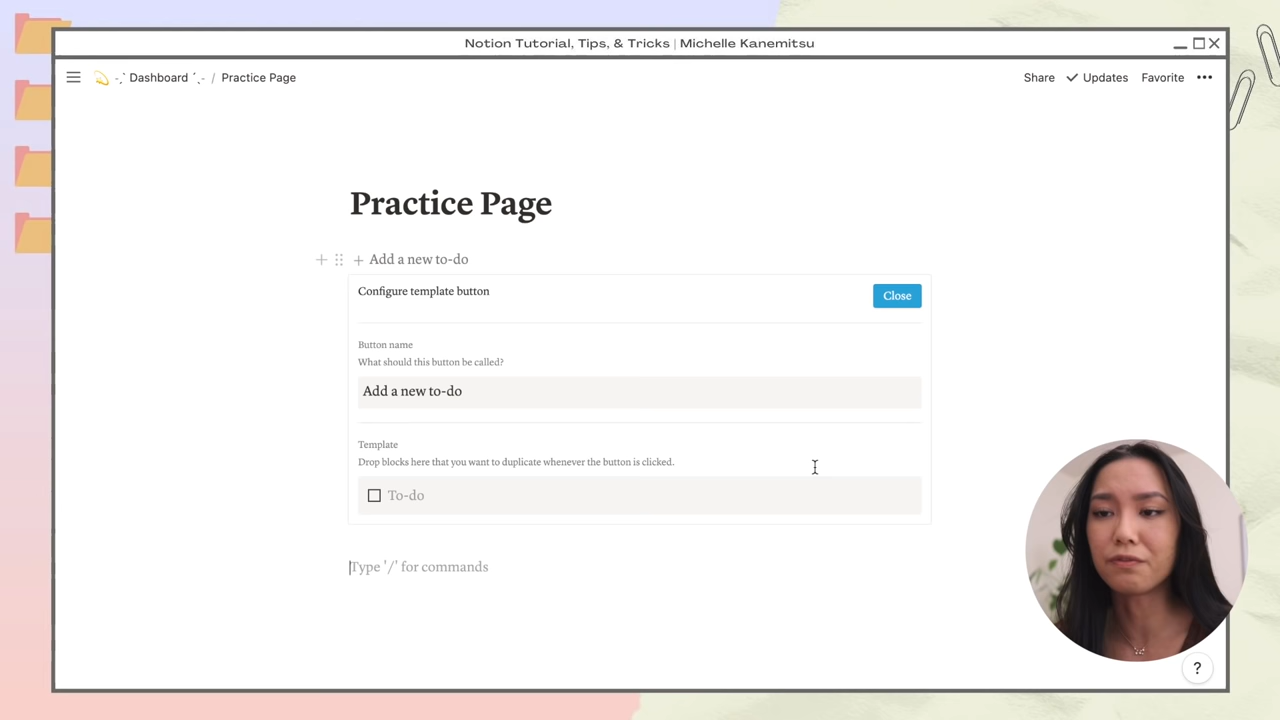 Notion Tutorial, Tips, & Tricks | Michelle Kanemitsu
Dashboard / Practice Page
Share Updates Favorite •••
Practice Page
+ Add a new to-do
Configure template button
Close
Button name
What should this button be called?
Add a new to-do
Template
Drop blocks here that you want to duplicate whenever the button is clicked.
To-do
Type '/' for commands
?